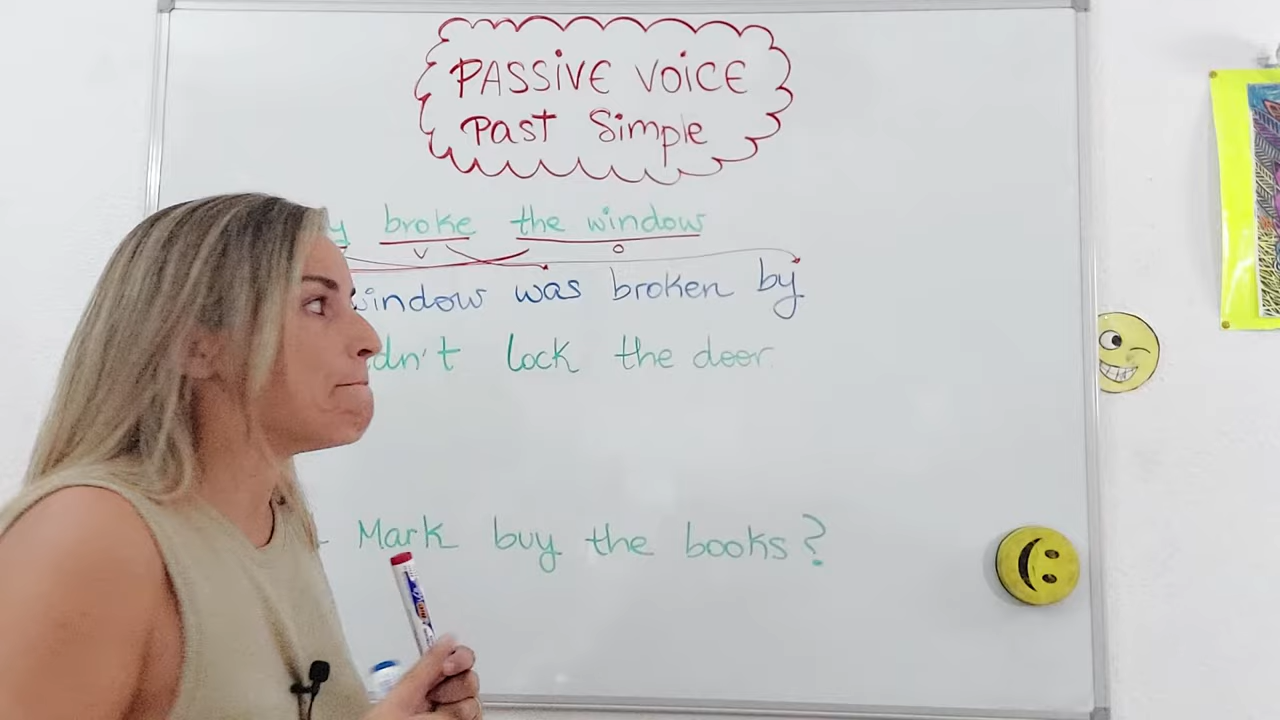 PASSIVE VOICE
Past Simple
broke the window
V O
window was broken by
dn't lock the door.
Mark buy the books?